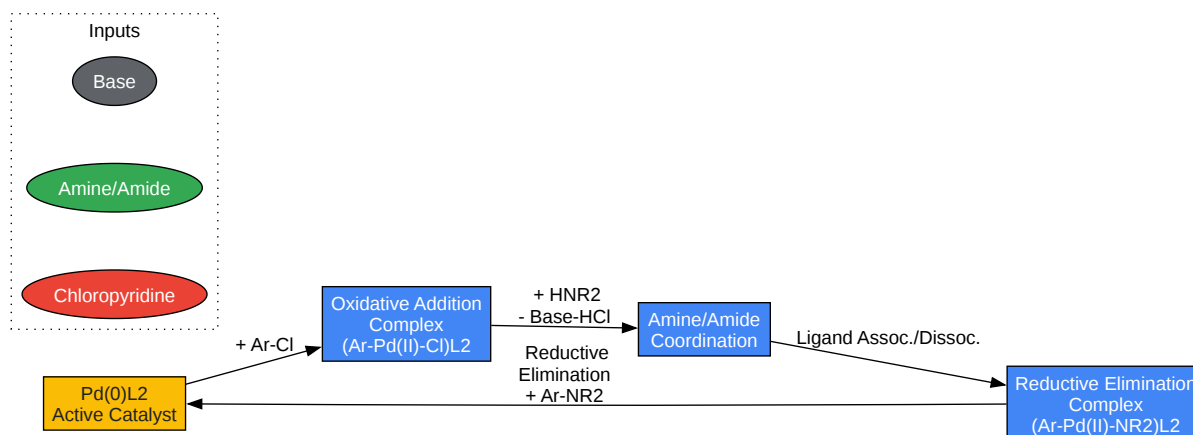 Inputs
Base
Amine/Amide
Chloropyridine
+ Ar-Cl
Oxidative Addition
Complex
(Ar-Pd(II)-Cl)L2
+ HNR2
- Base-HCl
Amine/Amide
Coordination
Ligand Assoc./Dissoc.
Reductive
Elimination
+ Ar-NR2
Pd(0)L2
Active Catalyst
Reductive Elimination
Complex
(Ar-Pd(II)-NR2)L2